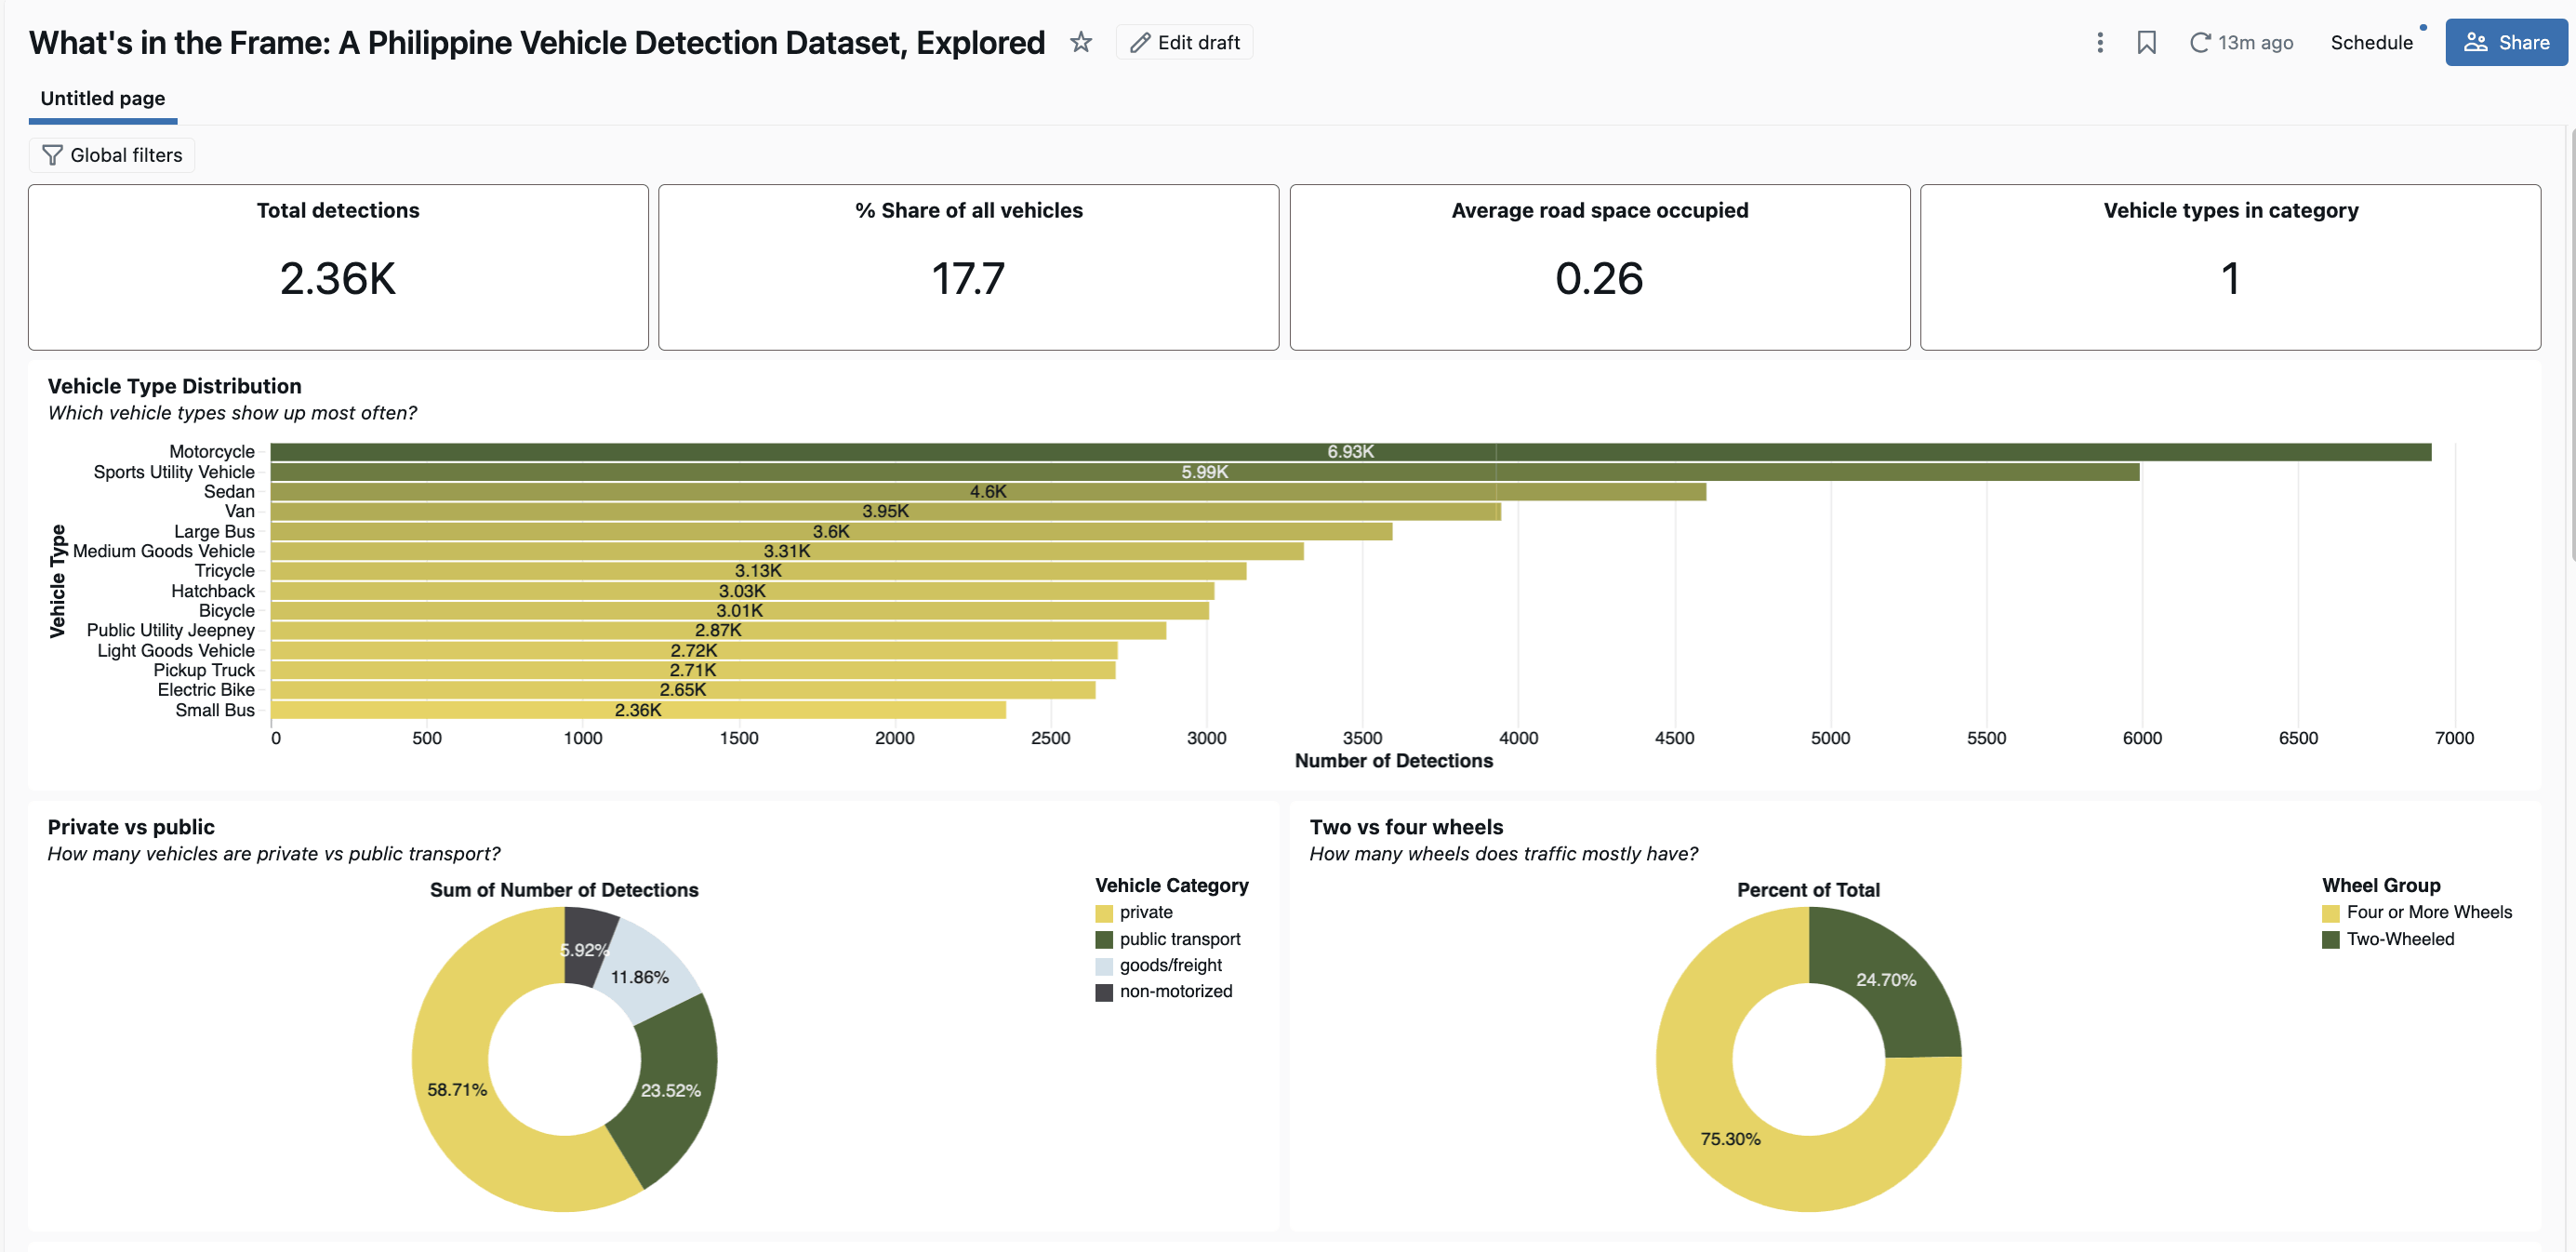 What's in the Frame: A Philippine Vehicle Detection Dataset, Explored
Edit draft
13m ago
Schedule
Share
Untitled page
Global filters
Total detections
2.36K
% Share of all vehicles
17.7
Average road space occupied
0.26
Vehicle types in category
1
Vehicle Type Distribution
Which vehicle types show up most often?
Vehicle Type
Motorcycle 6.93K
Sports Utility Vehicle 5.99K
Sedan 4.6K
Van 3.95K
Large Bus 3.6K
Medium Goods Vehicle 3.31K
Tricycle 3.13K
Hatchback 3.03K
Bicycle 3.01K
Public Utility Jeepney 2.87K
Light Goods Vehicle 2.72K
Pickup Truck 2.71K
Electric Bike 2.65K
Small Bus 2.36K
0 500 1000 1500 2000 2500 3000 3500 4000 4500 5000 5500 6000 6500 7000
Number of Detections
Private vs public
How many vehicles are private vs public transport?
Sum of Number of Detections
5.92%
11.86%
58.71%
23.52%
Vehicle Category
private
public transport
goods/freight
non-motorized
Two vs four wheels
How many wheels does traffic mostly have?
Percent of Total
24.70%
75.30%
Wheel Group
Four or More Wheels
Two-Wheeled